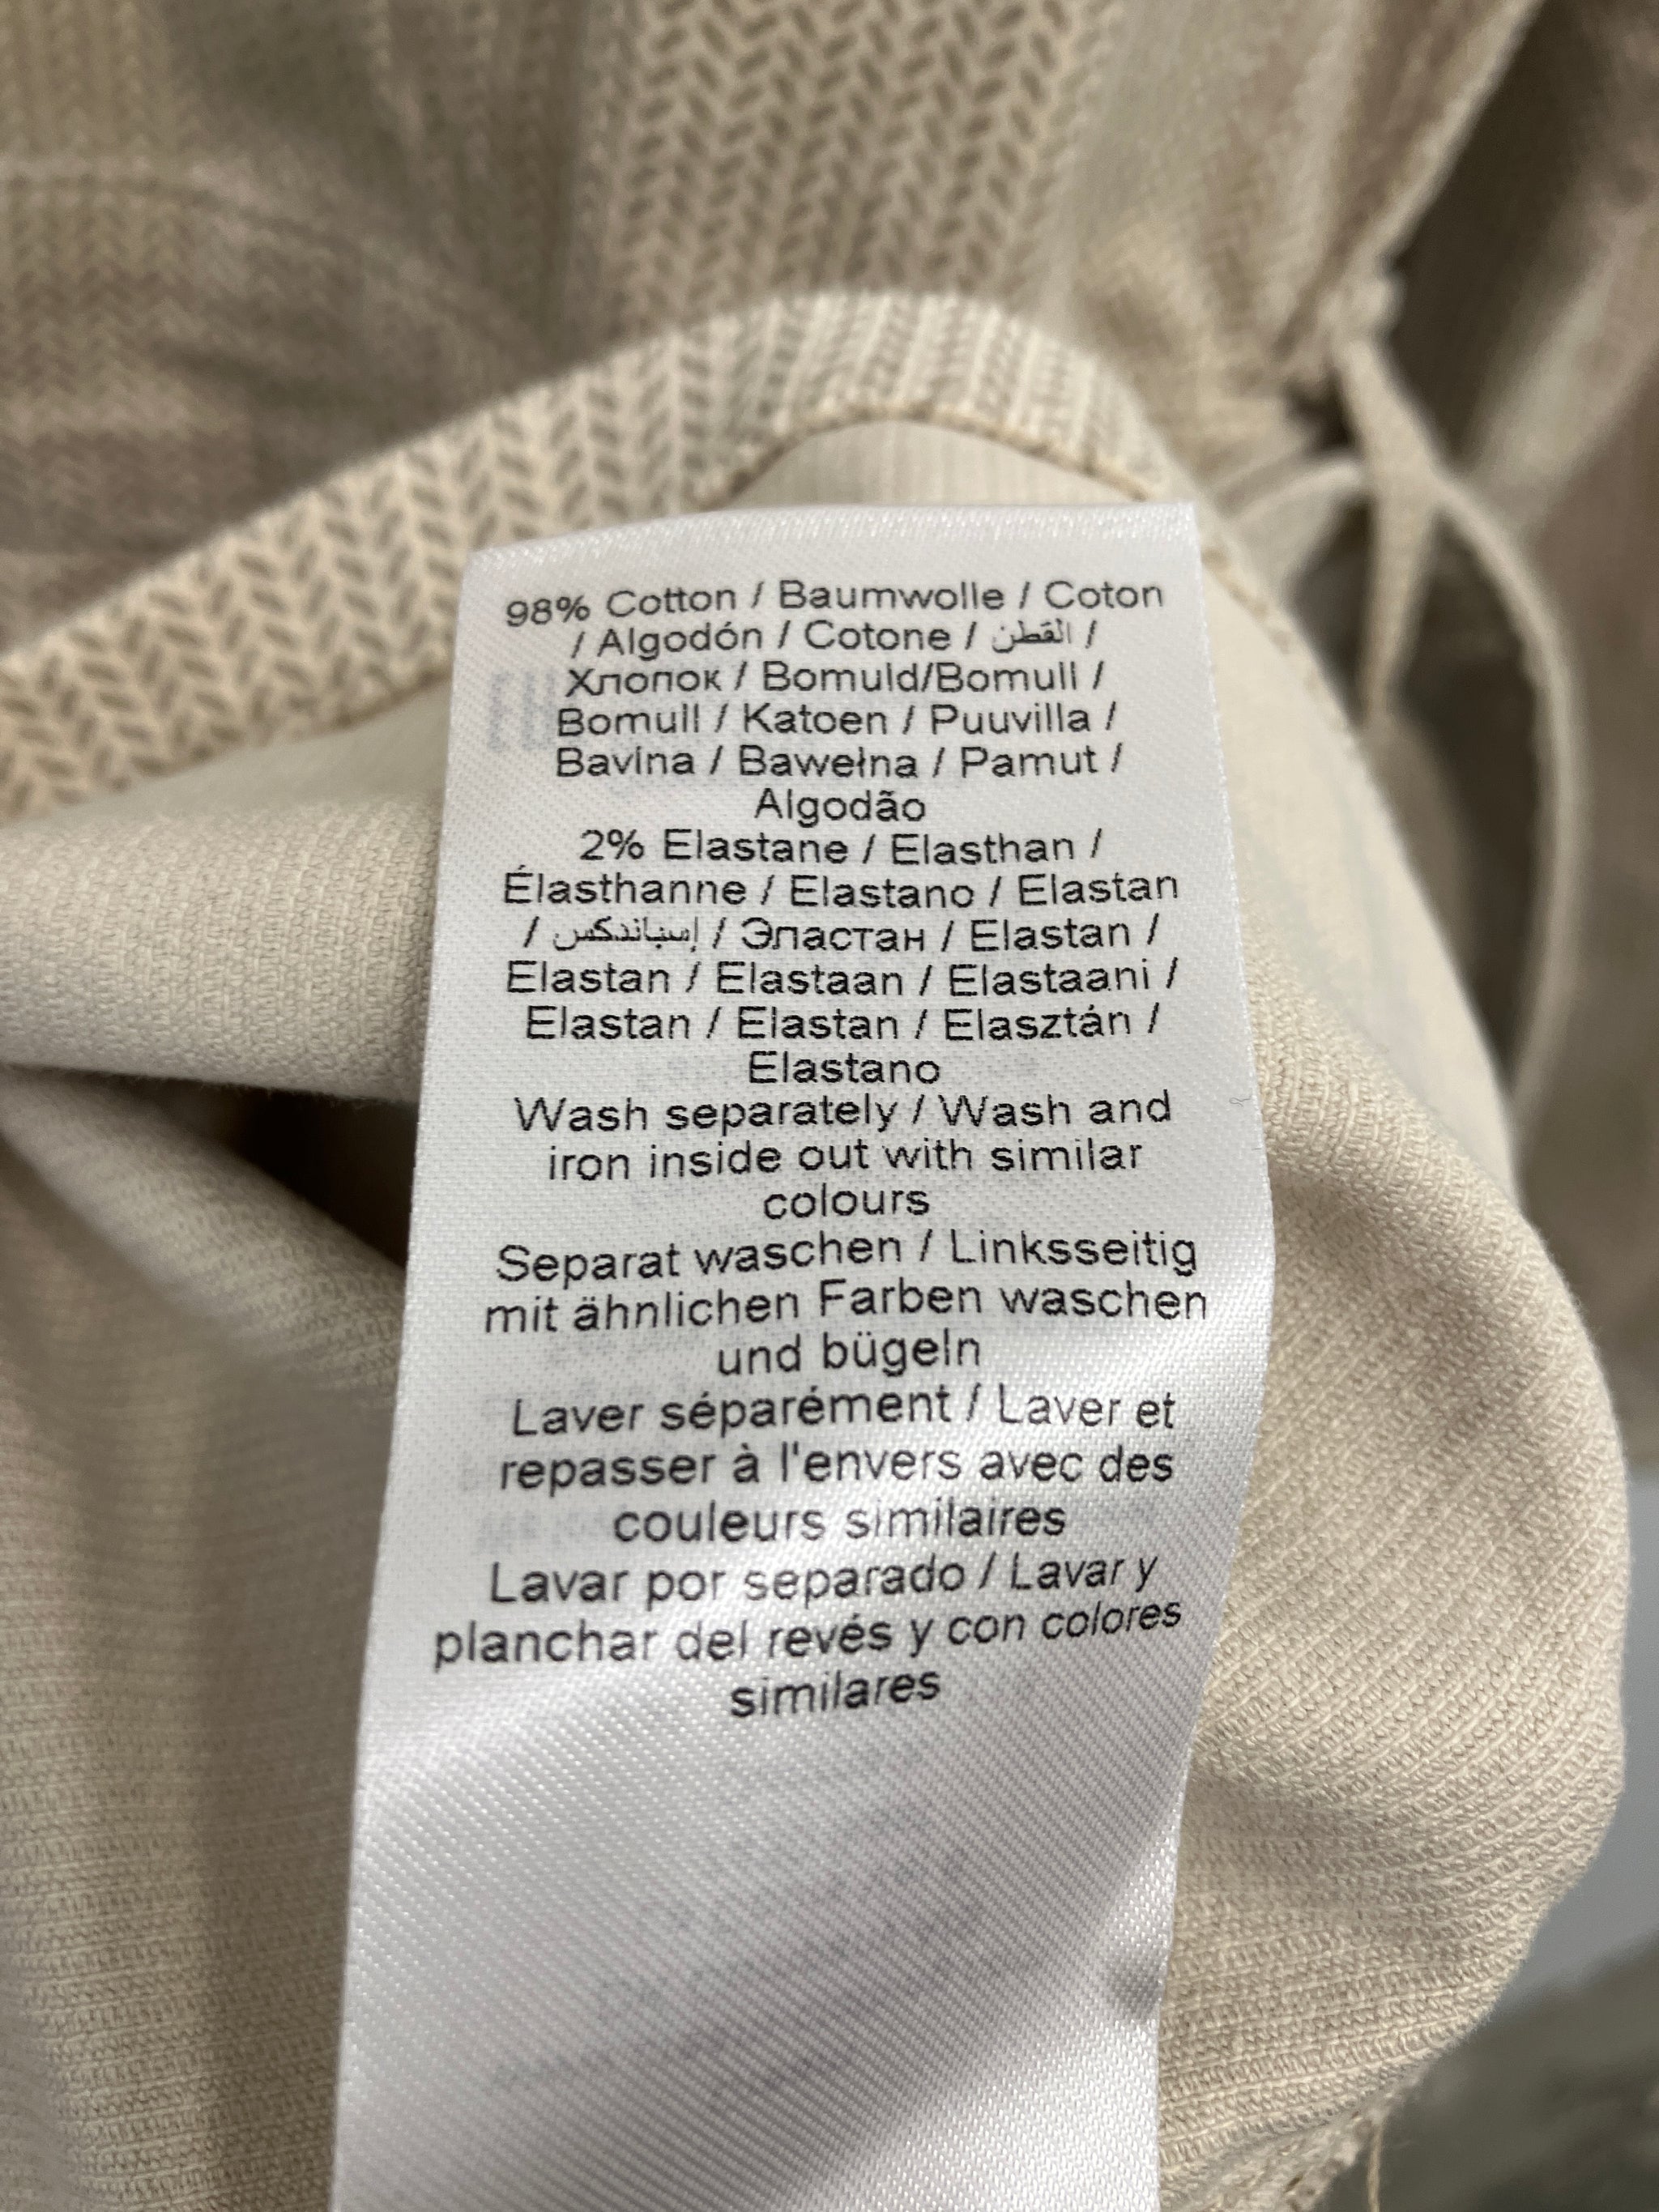 98% Cotton / Baumwolle / Coton
/ Algodón / Cotone / القطن /
Хлопок / Bomuld/Bomull /
Bomull / Katoen / Puuvilla /
Bavlna / Bawełna / Pamut /
Algodão
2% Elastane / Elasthan /
Élasthanne / Elastano / Elastan
/ إسباندكس / Эластан / Elastan /
Elastan / Elastaan / Elastaani /
Elastan / Elastan / Elasztán /
Elastano
Wash separately / Wash and
iron inside out with similar
colours
Separat waschen / Linksseitig
mit ähnlichen Farben waschen
und bügeln
Laver séparément / Laver et
repasser à l'envers avec des
couleurs similaires
Lavar por separado / Lavar y
planchar del revés y con colores
similares